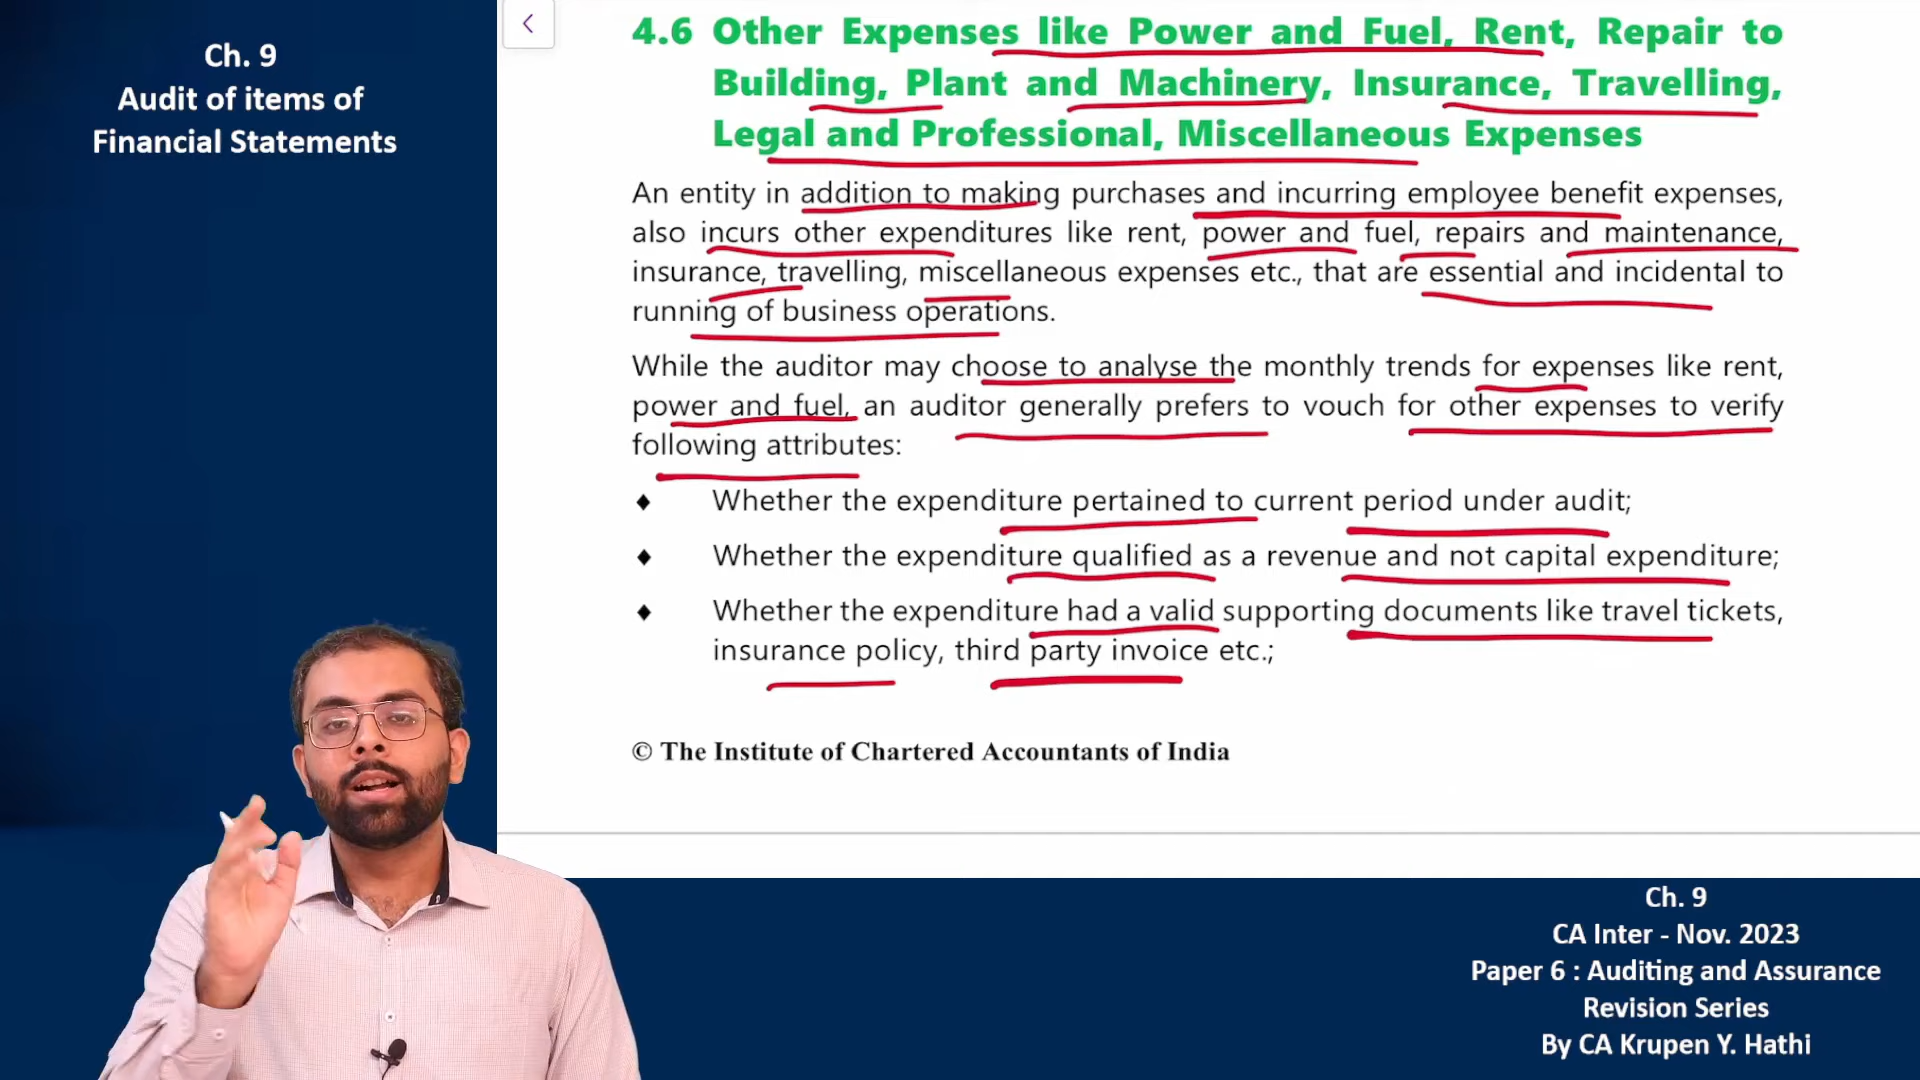 Ch. 9
Audit of items of
Financial Statements
4.6 Other Expenses like Power and Fuel, Rent, Repair to
Building, Plant and Machinery, Insurance, Travelling,
Legal and Professional, Miscellaneous Expenses
An entity in addition to making purchases and incurring employee benefit expenses,
also incurs other expenditures like rent, power and fuel, repairs and maintenance,
insurance, travelling, miscellaneous expenses etc., that are essential and incidental to
running of business operations.
While the auditor may choose to analyse the monthly trends for expenses like rent,
power and fuel, an auditor generally prefers to vouch for other expenses to verify
following attributes:
♦ Whether the expenditure pertained to current period under audit;
♦ Whether the expenditure qualified as a revenue and not capital expenditure;
♦ Whether the expenditure had a valid supporting documents like travel tickets,
insurance policy, third party invoice etc.;
© The Institute of Chartered Accountants of India
Ch. 9
CA Inter - Nov. 2023
Paper 6 : Auditing and Assurance
Revision Series
By CA Krupen Y. Hathi